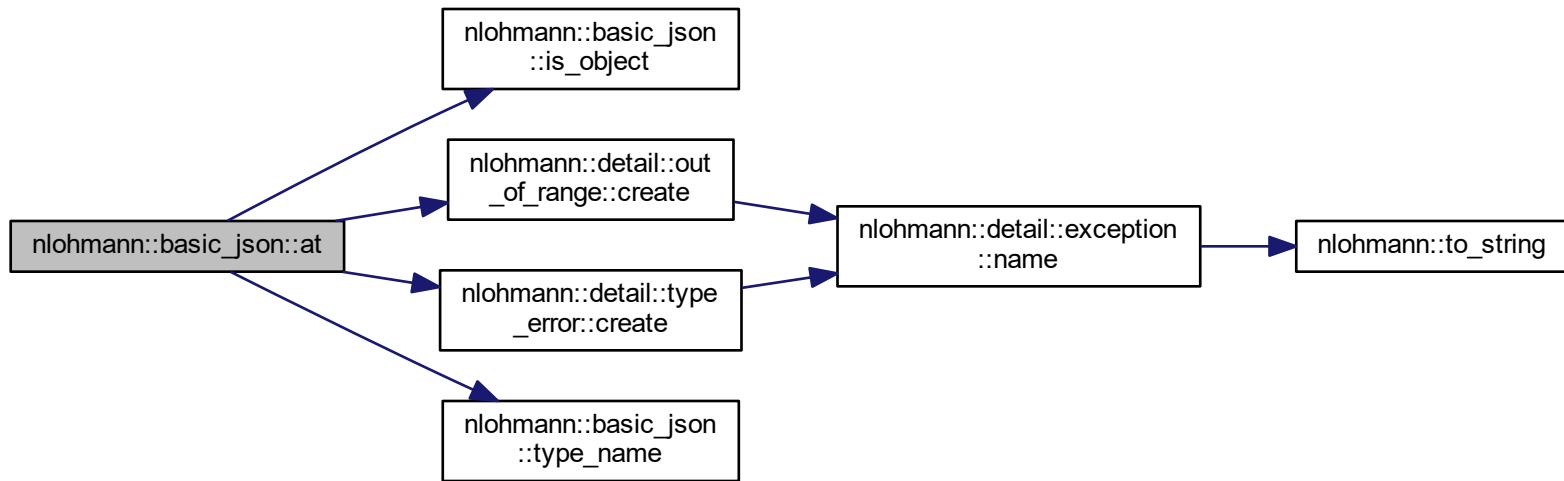 nlohmann::basic_json
::is_object
nlohmann::detail::out
_of_range::create
nlohmann::basic_json::at
nlohmann::detail::exception
::name
nlohmann::to_string
nlohmann::detail::type
_error::create
nlohmann::basic_json
::type_name